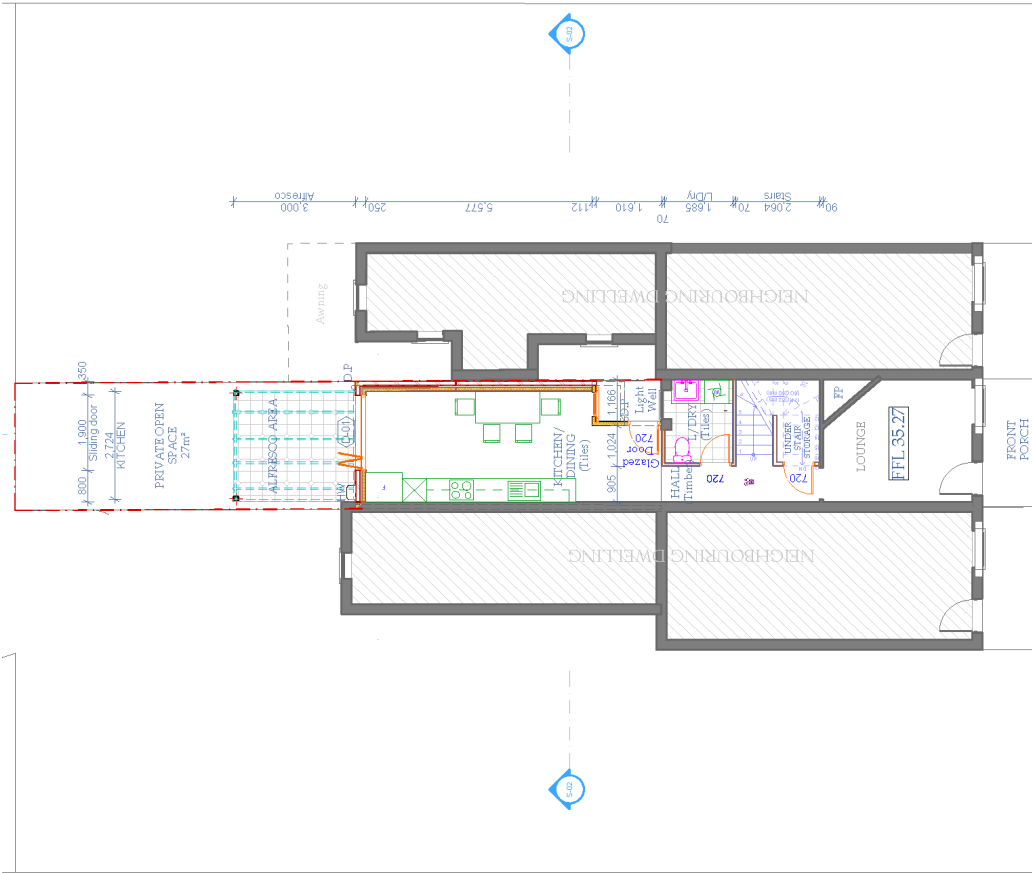 S-02
Alfresco
3,000
250
5,577
112
1,610
70
L/Dry
1,685
70
Stairs
2,064
90
Awning
NEIGHBOURING DWELLING
350
1,900
Sliding door
2,724
KITCHEN
800
PRIVATE OPEN
SPACE
27m²
ALFRESCO AREA
D.P
HW
F
KITCHEN/
DINING
(Tiles)
1,166
1,024
905
Light
Well
720
Door
Glazed
L/DRY
(Tiles)
HALL
Timber
720
UNDER
STAIR
STORAGE
720
FP
LOUNGE
FFL 35.27
FRONT
PORCH
NEIGHBOURING DWELLING
S-02